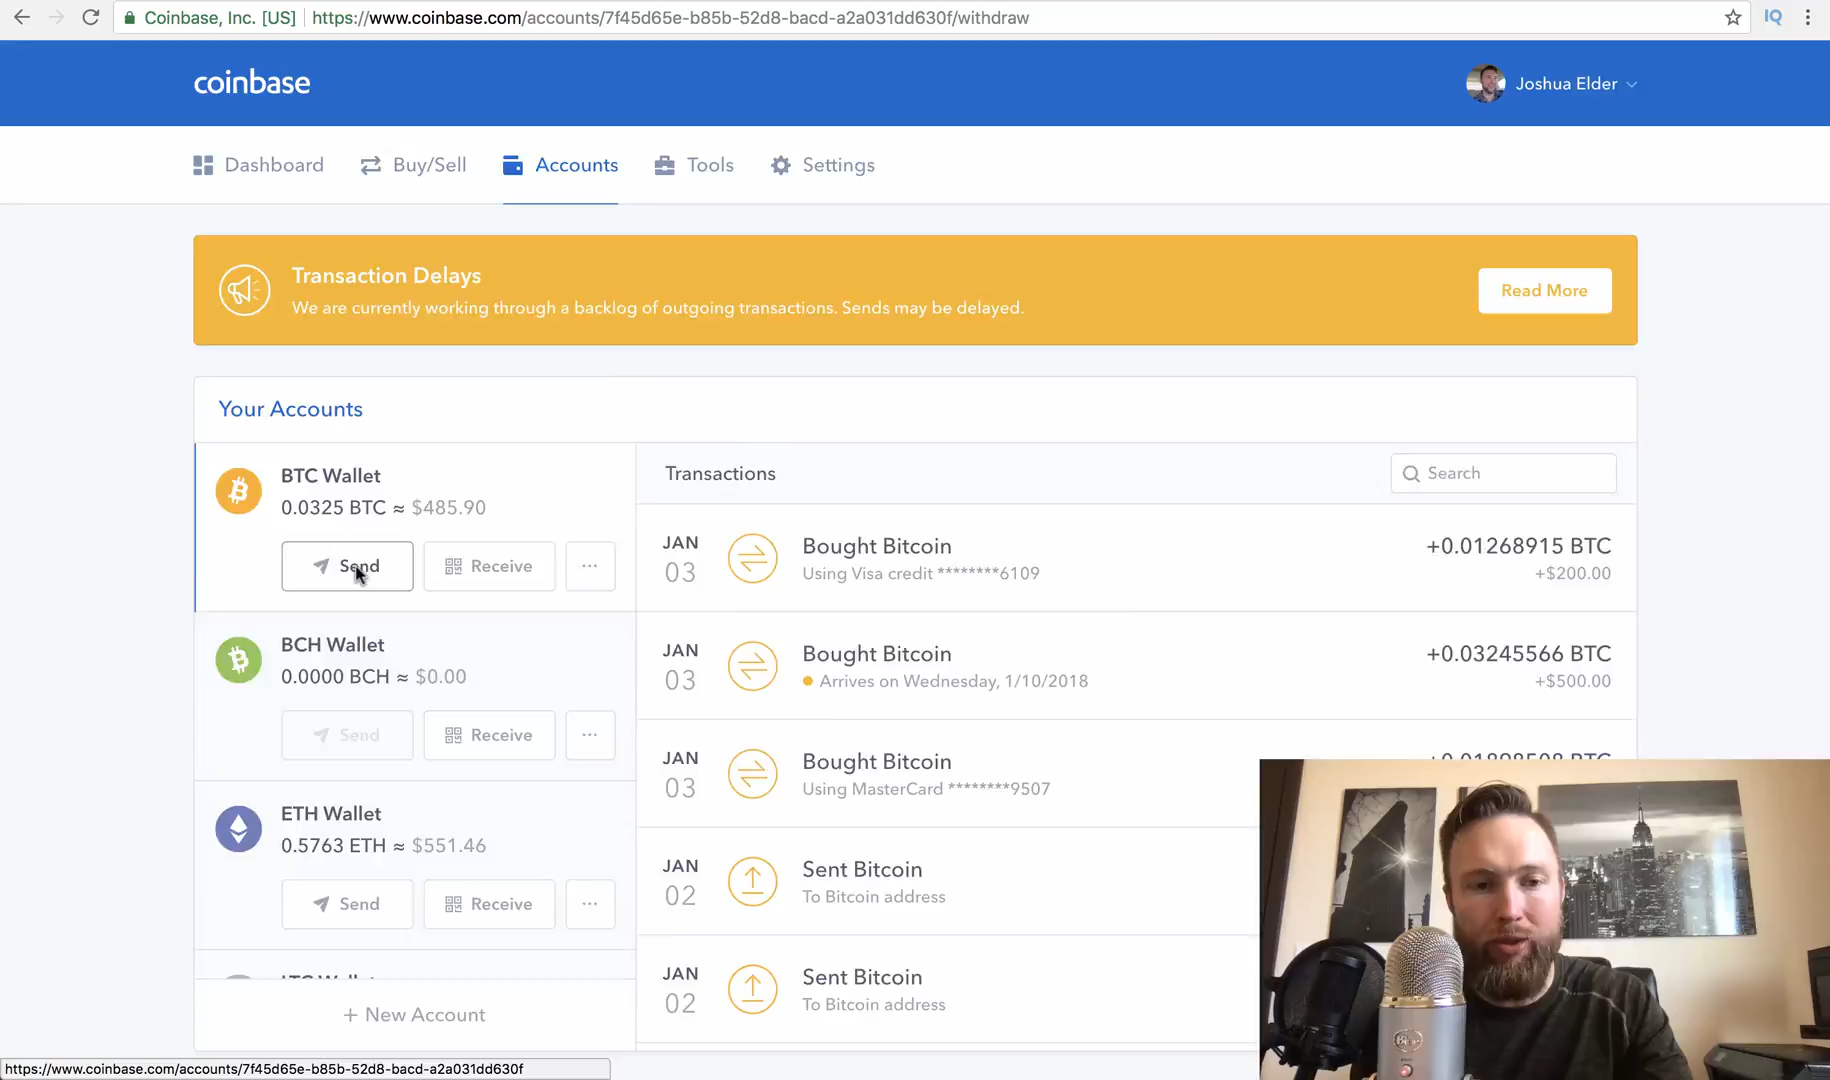 Coinbase, Inc. [US] https://www.coinbase.com/accounts/7f45d65e-b85b-52d8-bacd-a2a031dd630f/withdraw
IQ
coinbase
Joshua Elder
Dashboard
Buy/Sell
Accounts
Tools
Settings
Transaction Delays
We are currently working through a backlog of outgoing transactions. Sends may be delayed.
Read More
Your Accounts
BTC Wallet
0.0325 BTC ≈ $485.90
Send
Receive
...
BCH Wallet
0.0000 BCH ≈ $0.00
Send
Receive
...
ETH Wallet
0.5763 ETH ≈ $551.46
Send
Receive
...
+ New Account
Transactions
Search
JAN
03
Bought Bitcoin
Using Visa credit ********6109
+0.01268915 BTC
+$200.00
JAN
03
Bought Bitcoin
Arrives on Wednesday, 1/10/2018
+0.03245566 BTC
+$500.00
JAN
03
Bought Bitcoin
Using MasterCard ********9507
JAN
02
Sent Bitcoin
To Bitcoin address
JAN
02
Sent Bitcoin
To Bitcoin address
https://www.coinbase.com/accounts/7f45d65e-b85b-52d8-bacd-a2a031dd630f